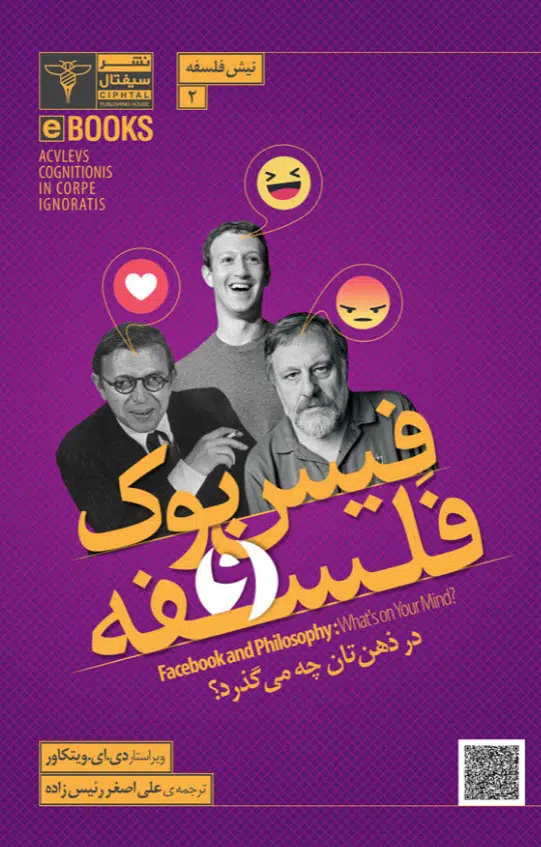 نشر
سیفتال
CIPHTAL
PUBLISHING HOUSE
نیش فلسفه
۲
eBOOKS
ACVLEVS
COGNITIONIS
IN CORPE
IGNORATIS
فِیس‌بوک
و
فلسفه
Facebook and Philosophy: What's on Your Mind?
در ذهن‌تان چه می‌گذرد؟
ویراستار دی.ای.ویتکاور
ترجمه‌ی علی اصغر رئیس زاده